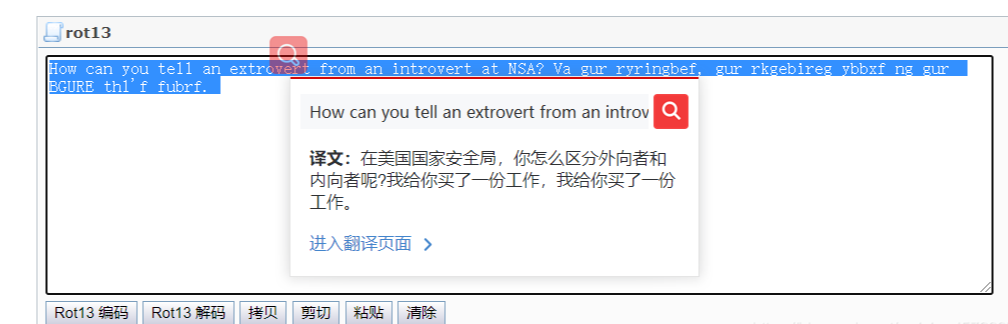 rot13
How can you tell an extrovert from an introvert at NSA? Va gur ryringbef, gur rkgebireg ybbxf ng gur
BGURE thl'f fubrf.
How can you tell an extrovert from an introv
译文：在美国国家安全局，你怎么区分外向者和
内向者呢?我给你买了一份工作，我给你买了一份
工作。
进入翻译页面 >
Rot13 编码 Rot13 解码 拷贝 剪切 粘贴 清除